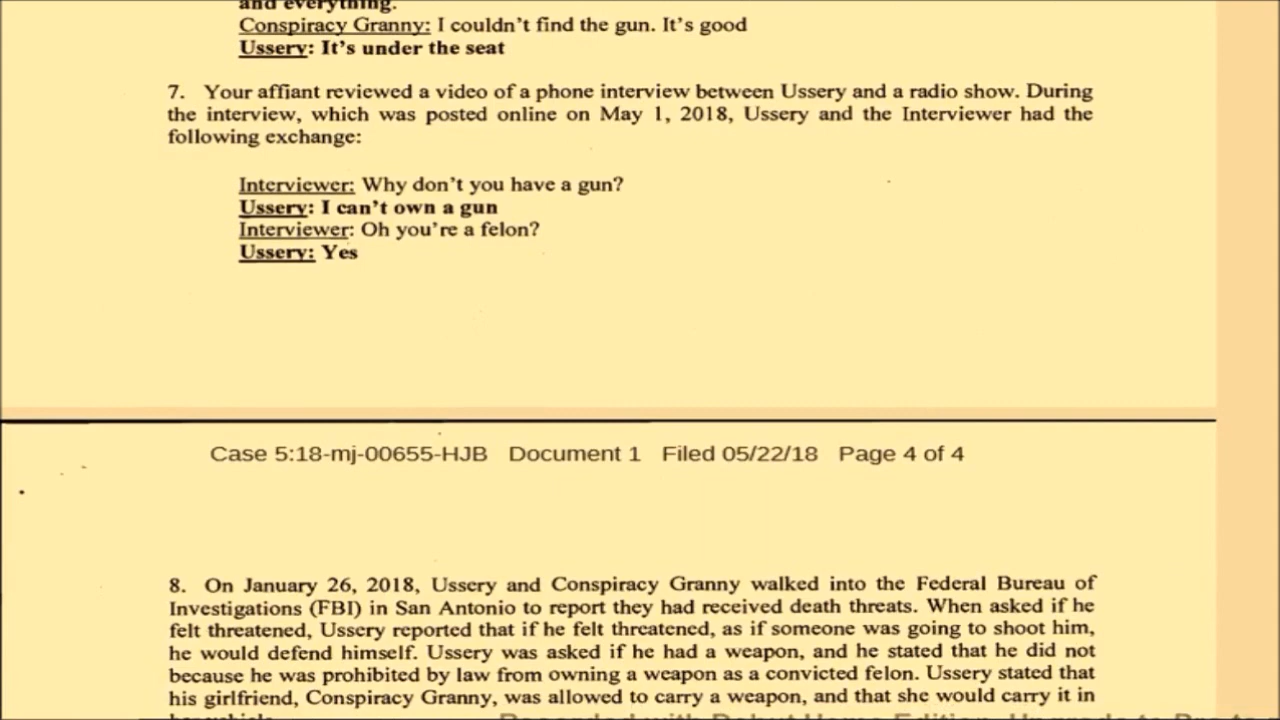 and everything.
Conspiracy Granny: I couldn't find the gun. It's good
Ussery: It's under the seat
7. Your affiant reviewed a video of a phone interview between Ussery and a radio show. During
the interview, which was posted online on May 1, 2018, Ussery and the Interviewer had the
following exchange:
Interviewer: Why don't you have a gun?
Ussery: I can't own a gun
Interviewer: Oh you're a felon?
Ussery: Yes
Case 5:18-mj-00655-HJB Document 1 Filed 05/22/18 Page 4 of 4
8. On January 26, 2018, Ussery and Conspiracy Granny walked into the Federal Bureau of
Investigations (FBI) in San Antonio to report they had received death threats. When asked if he
felt threatened, Ussery reported that if he felt threatened, as if someone was going to shoot him,
he would defend himself. Ussery was asked if he had a weapon, and he stated that he did not
because he was prohibited by law from owning a weapon as a convicted felon. Ussery stated that
his girlfriend, Conspiracy Granny, was allowed to carry a weapon, and that she would carry it in
Recorded with Debut Home Edition. Upgrade to